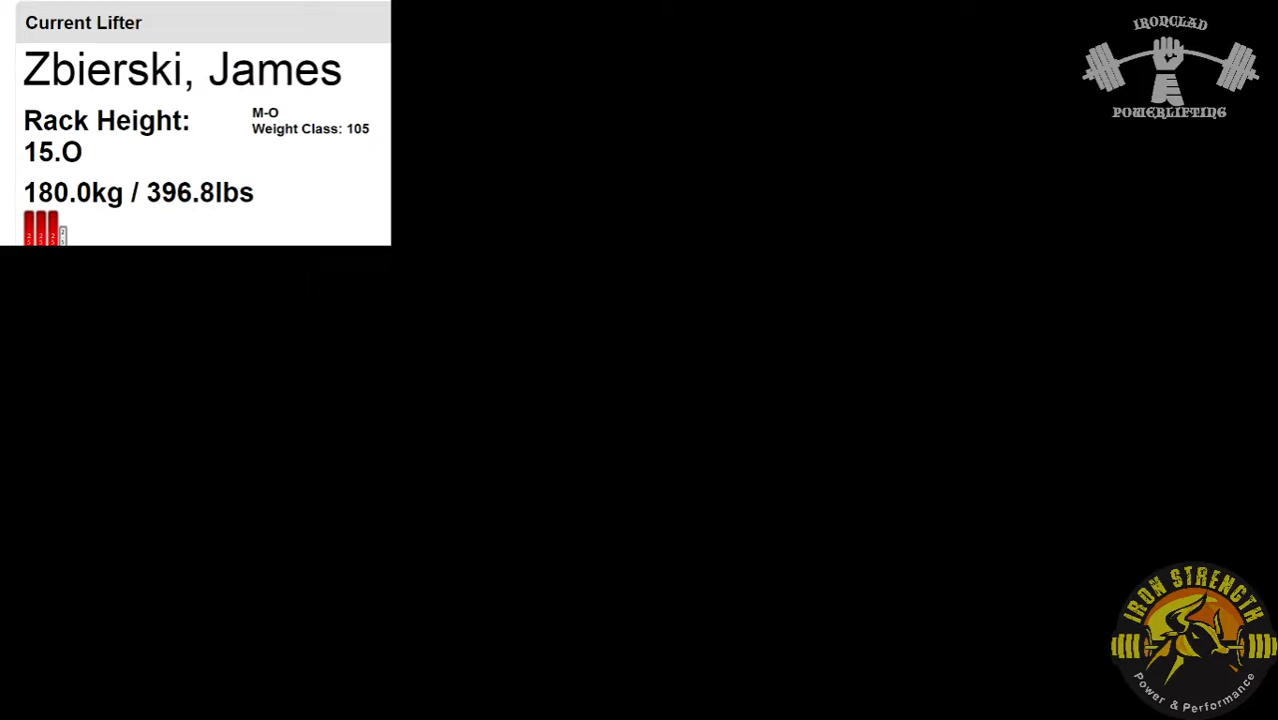 Current Lifter
Zbierski, James
Rack Height:
15.O
M-O
Weight Class: 105
180.0kg / 396.8lbs
IRONCLAD
POWERLIFTING
IRON STRENGTH
Power & Performance